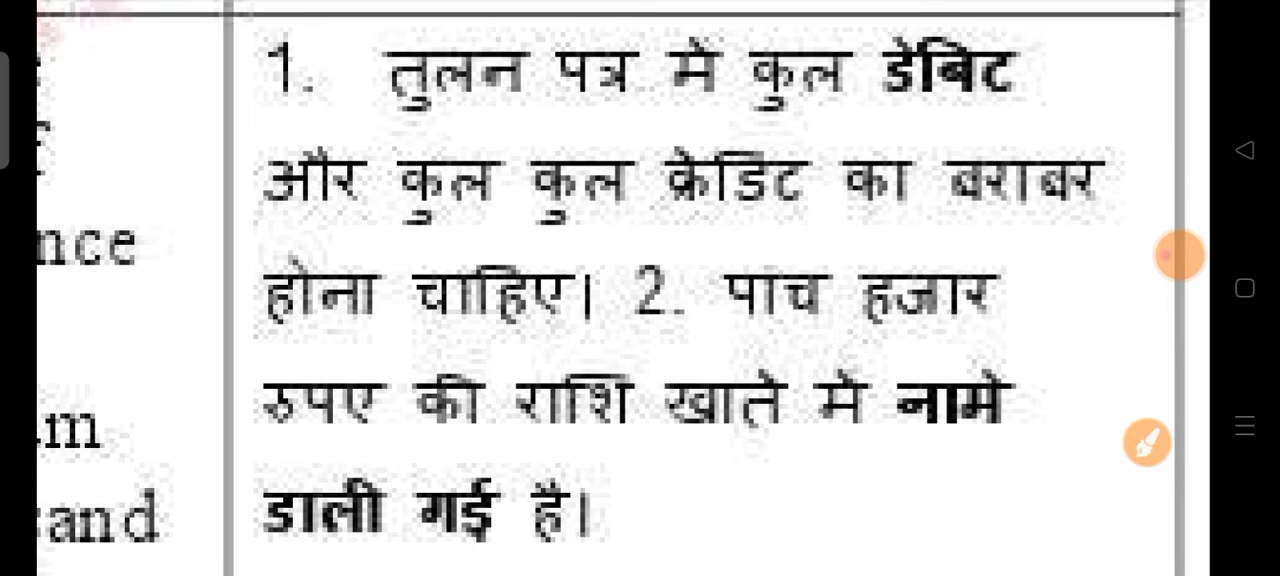 1. तुलन पत्र में कुल डेबिट
और कुल कुल क्रेडिट का बराबर
nce
होना चाहिए। 2. पांच हजार
रुपए की राशि खाते में नामे
m
and
डाली गई है।